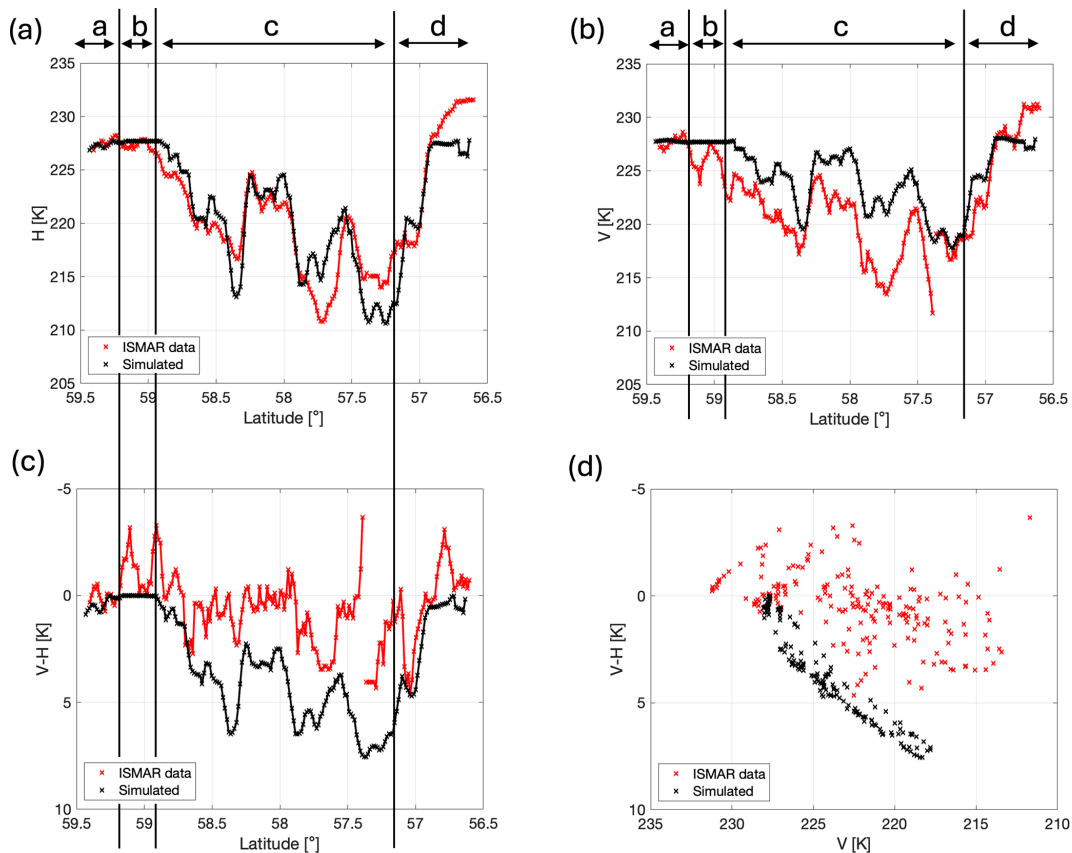 (a)
a b c d
235
230
225
220
215
210
205
H [K]
ISMAR data
Simulated
59.5 59 58.5 58 57.5 57 56.5
Latitude [°]
(b)
a b c d
235
230
225
220
215
210
205
V [K]
ISMAR data
Simulated
59.5 59 58.5 58 57.5 57 56.5
Latitude [°]
(c)
-5
0
5
10
V-H [K]
ISMAR data
Simulated
59.5 59 58.5 58 57.5 57 56.5
Latitude [°]
(d)
-5
0
5
10
V-H [K]
ISMAR data
Simulated
235 230 225 220 215 210
V [K]